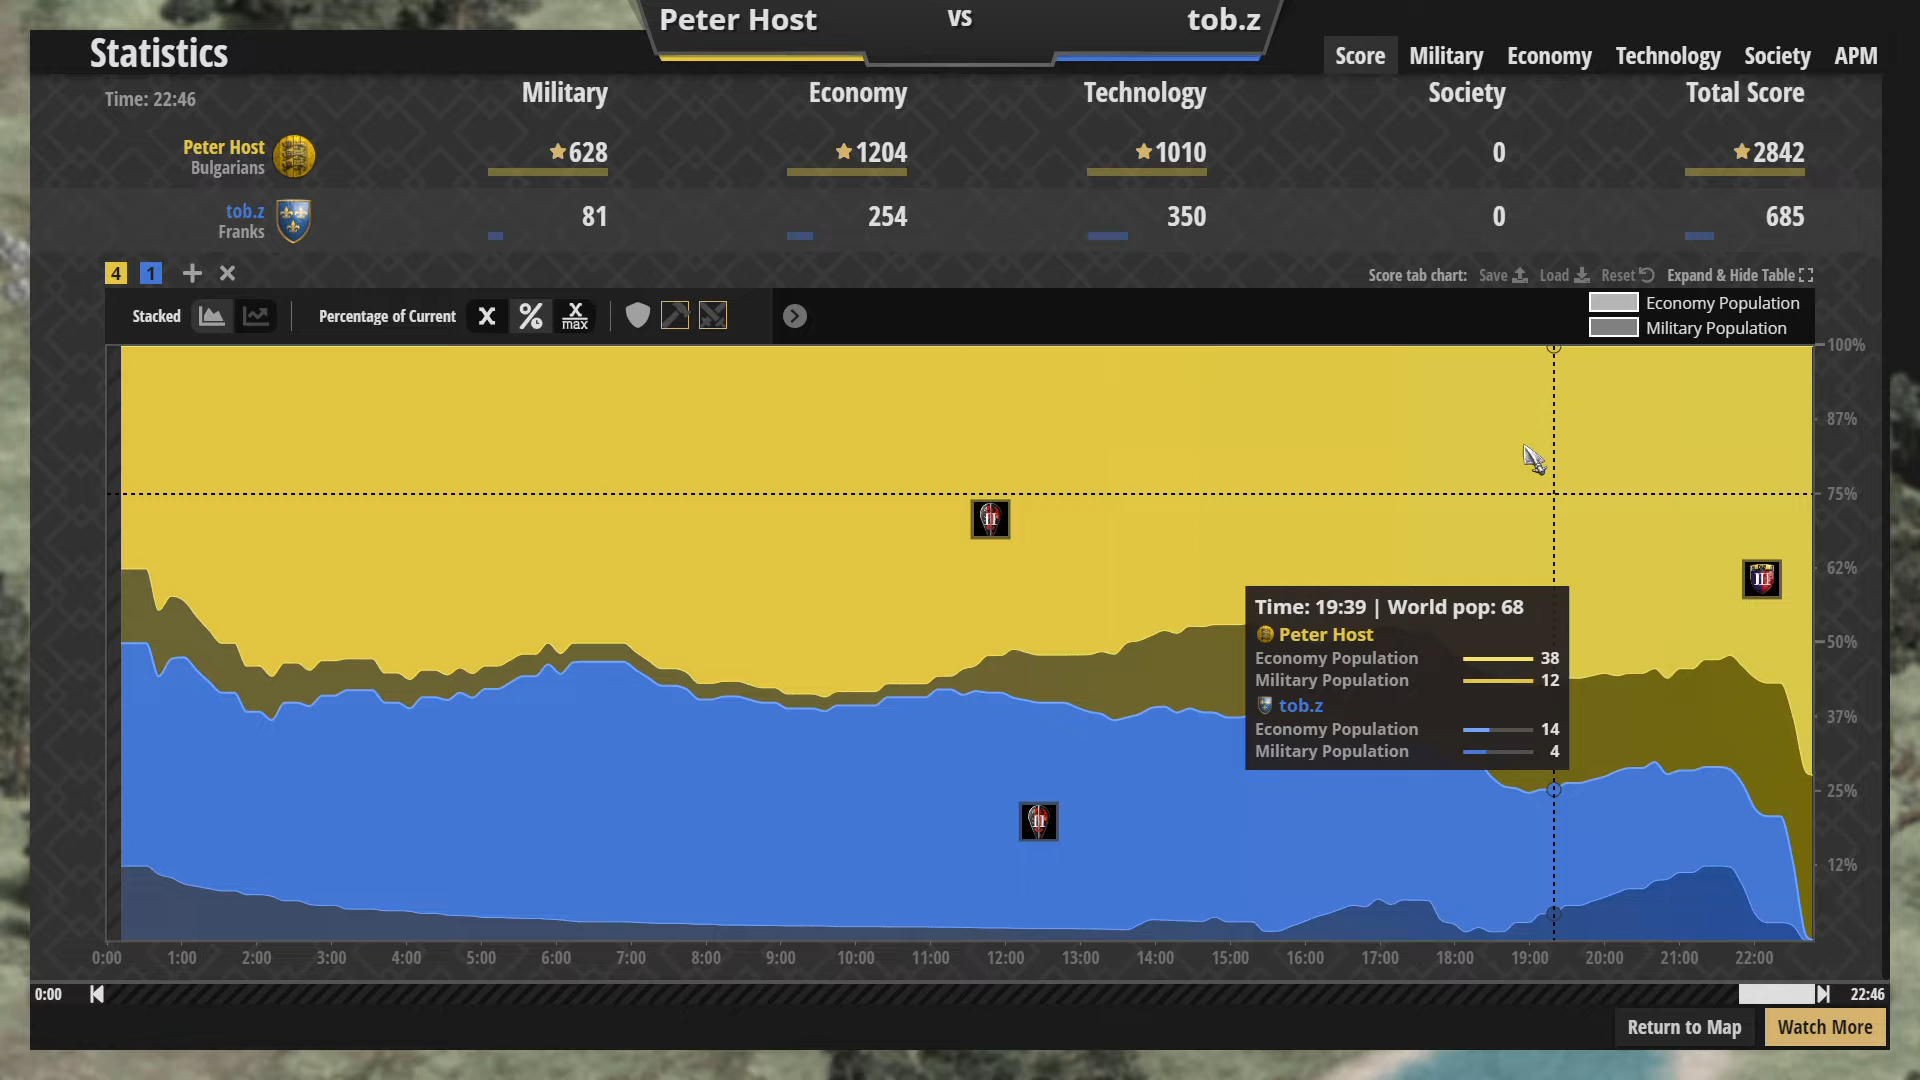 Peter Host vs tob.z
Statistics
Score Military Economy Technology Society APM
Time: 22:46 Military Economy Technology Society Total Score
Peter Host
Bulgarians
628 1204 1010 0 2842
tob.z
Franks
81 254 350 0 685
4 1
Score tab chart: Save Load Reset Expand & Hide Table
Stacked Percentage of Current X % X max
Economy Population
Military Population
100%
87%
75%
II
62%
III
Time: 19:39 | World pop: 68
Peter Host
Economy Population 38
Military Population 12
tob.z
Economy Population 14
Military Population 4
50%
37%
25%
II
12%
0:00 1:00 2:00 3:00 4:00 5:00 6:00 7:00 8:00 9:00 10:00 11:00 12:00 13:00 14:00 15:00 16:00 17:00 18:00 19:00 20:00 21:00 22:00
0:00 22:46
Return to Map Watch More